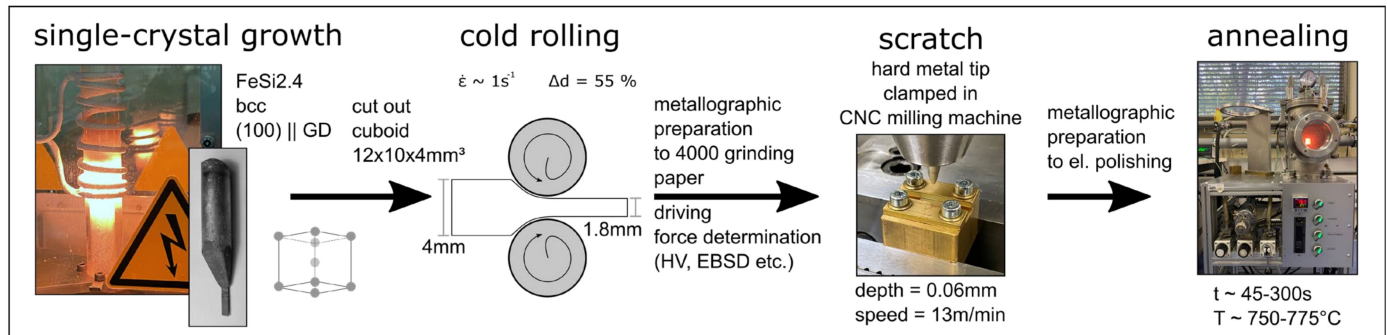 single-crystal growth
FeSi2.4
bcc
(100) || GD
cut out
cuboid
12x10x4mm³
cold rolling
ε̇ ~ 1s⁻¹ Δd = 55 %
4mm
1.8mm
metallographic
preparation
to 4000 grinding
paper
driving
force determination
(HV, EBSD etc.)
scratch
hard metal tip
clamped in
CNC milling machine
depth = 0.06mm
speed = 13m/min
metallographic
preparation
to el. polishing
annealing
t ~ 45-300s
T ~ 750-775°C